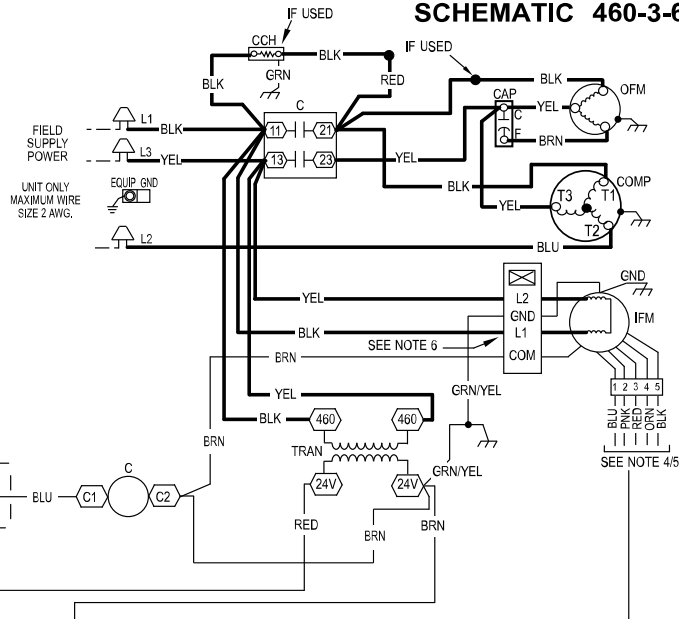 SCHEMATIC 460-3-6
IF USED
IF USED
CCH
BLK
GRN
BLK
RED
BLK
OFM
C
CAP
C
YEL
F
BRN
FIELD
SUPPLY
POWER
L1
BLK
11
21
L3
YEL
13
23
YEL
UNIT ONLY
MAXIMUM WIRE
SIZE 2 AWG.
EQUIP GND
BLK
COMP
T3
T1
T2
YEL
L2
BLU
YEL
L2
GND
IFM
GND
BLK
L1
SEE NOTE 6
BRN
COM
GRN/YEL
1 2 3 4 5
BLU
PNK
RED
ORN
BLK
SEE NOTE 4/5
YEL
BLK
460
460
BRN
TRAN
24V
24V
GRN/YEL
C
BLU
C1
C2
RED
BRN
BRN